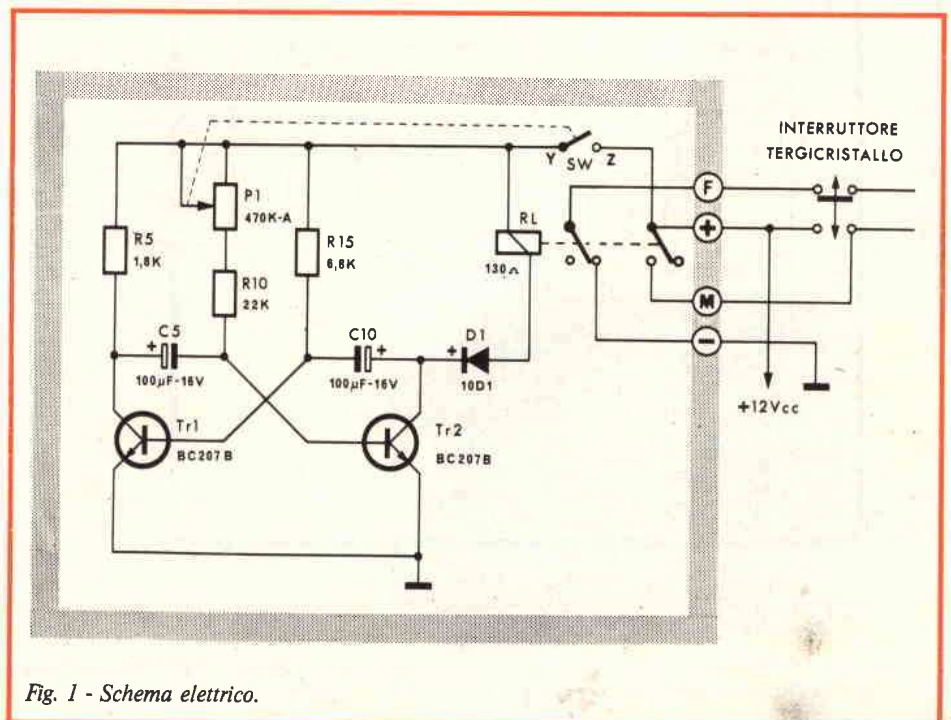 INTERRUTTORE
TERGICRISTALLO
Y SW Z
F
P1
470K-A
+
R5
1,8K
R15
6,8K
RL
R10
22K
130Ω
M
C5
+
100µF-16V
C10
+
100µF-16V
D1
+
10D1
−
+12Vcc
Tr1
BC207B
Tr2
BC207B
Fig. 1 - Schema elettrico.